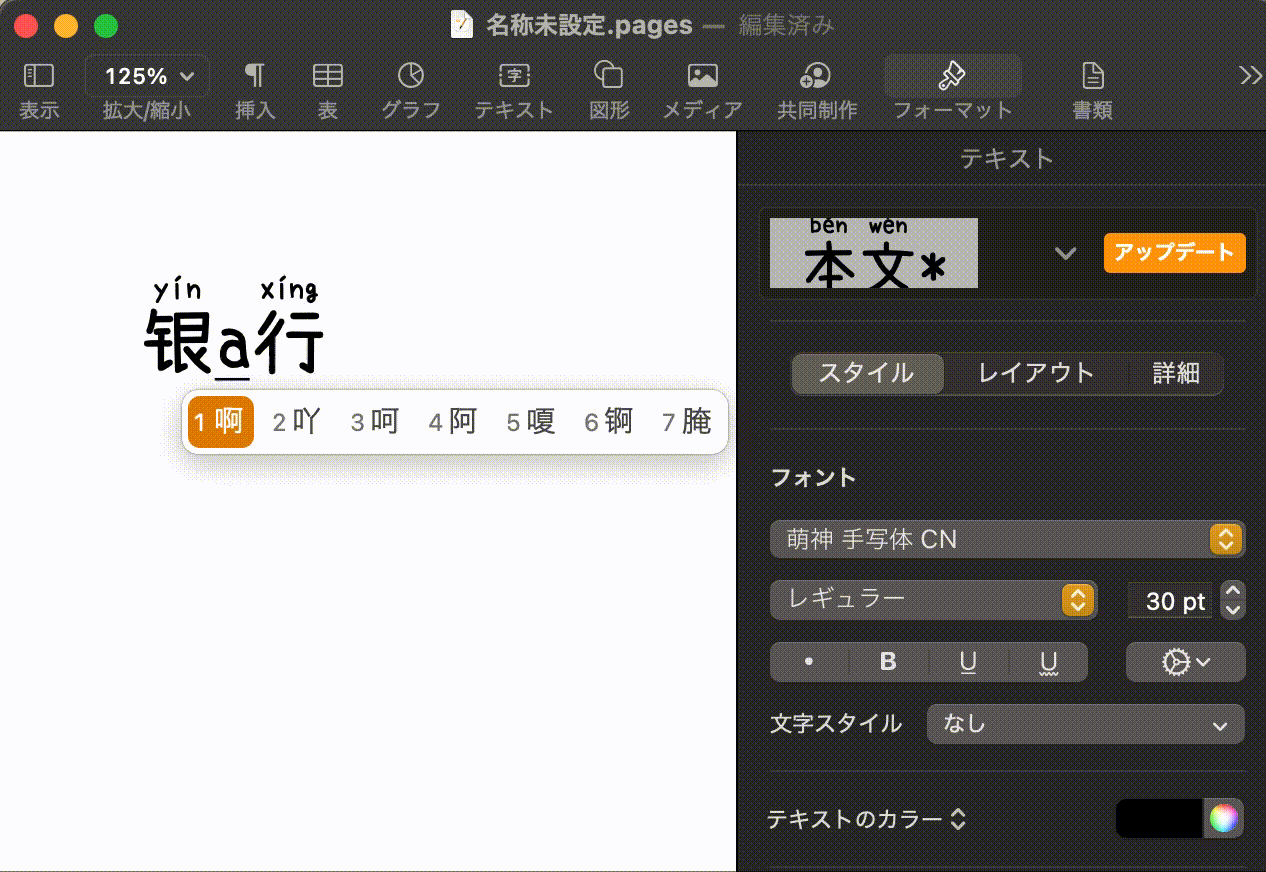 名称未設定.pages — 編集済み
125%
表示 拡大/縮小 挿入 表 グラフ テキスト 図形 メディア 共同制作 フォーマット 書類
テキスト
běn wén
本文*
アップデート
yín xíng
银a行
1 啊 2 吖 3 呵 4 阿 5 嗄 6 锕 7 腌
スタイル レイアウト 詳細
フォント
萌神 手写体 CN
レギュラー 30 pt
B U U
文字スタイル なし
テキストのカラー